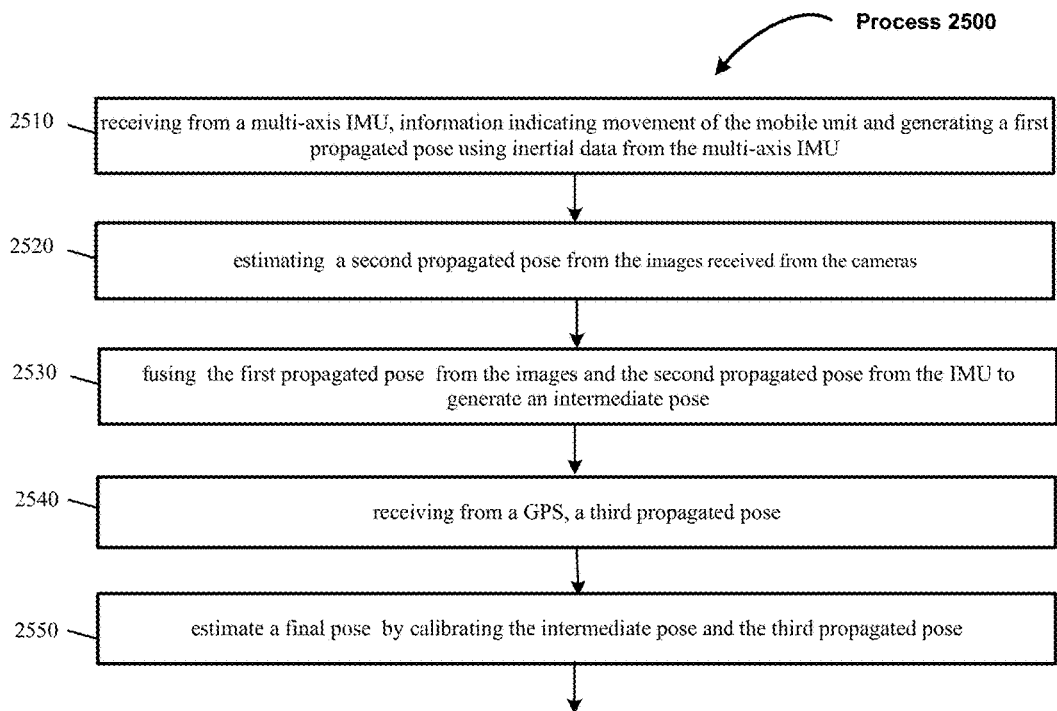 Process 2500
2510
receiving from a multi-axis IMU, information indicating movement of the mobile unit and generating a first
propagated pose using inertial data from the multi-axis IMU
2520
estimating a second propagated pose from the images received from the cameras
2530
fusing the first propagated pose from the images and the second propagated pose from the IMU to
generate an intermediate pose
2540
receiving from a GPS, a third propagated pose
2550
estimate a final pose by calibrating the intermediate pose and the third propagated pose